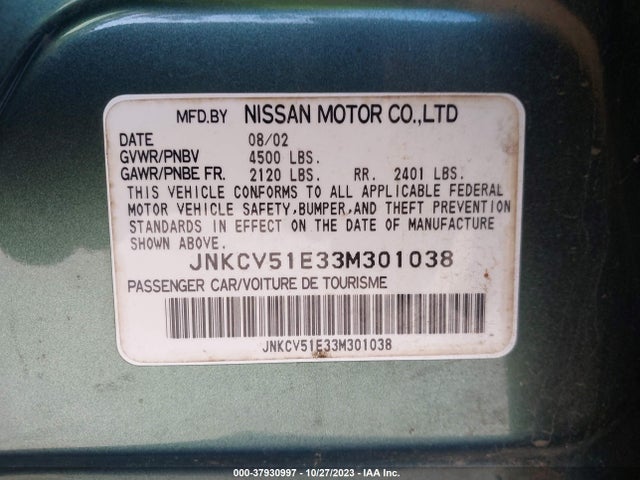 MFD.BY NISSAN MOTOR CO.,LTD
DATE 08/02
GVWR/PNBV 4500 LBS.
GAWR/PNBE FR. 2120 LBS. RR. 2401 LBS.
THIS VEHICLE CONFORMS TO ALL APPLICABLE FEDERAL
MOTOR VEHICLE SAFETY,BUMPER,AND THEFT PREVENTION
STANDARDS IN EFFECT ON THE DATE OF MANUFACTURE
SHOWN ABOVE.
JNKCV51E33M301038
PASSENGER CAR/VOITURE DE TOURISME
JNKCV51E33M301038
000-37930997 - 10/27/2023 - IAA Inc.